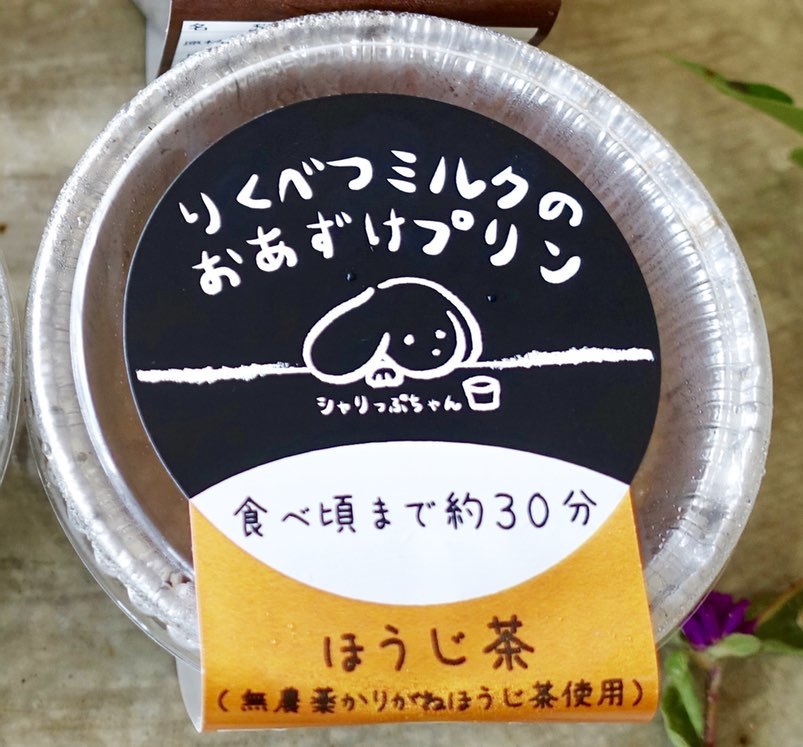 名
りくべつミルクの
おあずけプリン
シャリっぷちゃん
食べ頃まで約30分
ほうじ茶
(無農薬かりがねほうじ茶使用)